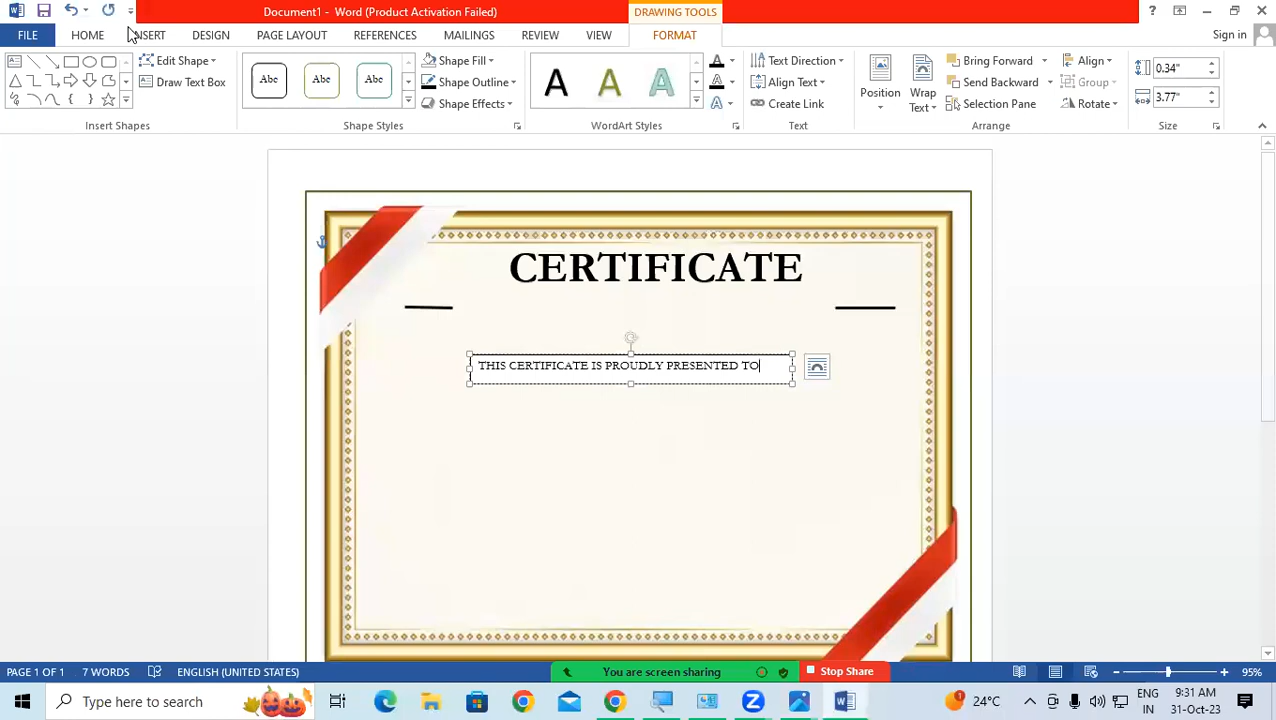 Document1 - Word (Product Activation Failed)
DRAWING TOOLS
FILE
HOME
INSERT
DESIGN
PAGE LAYOUT
REFERENCES
MAILINGS
REVIEW
VIEW
FORMAT
Sign in
Edit Shape
Draw Text Box
Insert Shapes
Abc
Abc
Abc
Shape Fill
Shape Outline
Shape Effects
Shape Styles
A
A
A
WordArt Styles
Text Direction
Align Text
Create Link
Text
Position
Wrap
Text
Bring Forward
Send Backward
Selection Pane
Align
Group
Rotate
Arrange
0.34"
3.77"
Size
CERTIFICATE
THIS CERTIFICATE IS PROUDLY PRESENTED TO
PAGE 1 OF 1
7 WORDS
ENGLISH (UNITED STATES)
You are screen sharing
Stop Share
95%
Type here to search
24°C
ENG
IN
9:31 AM
31-Oct-23